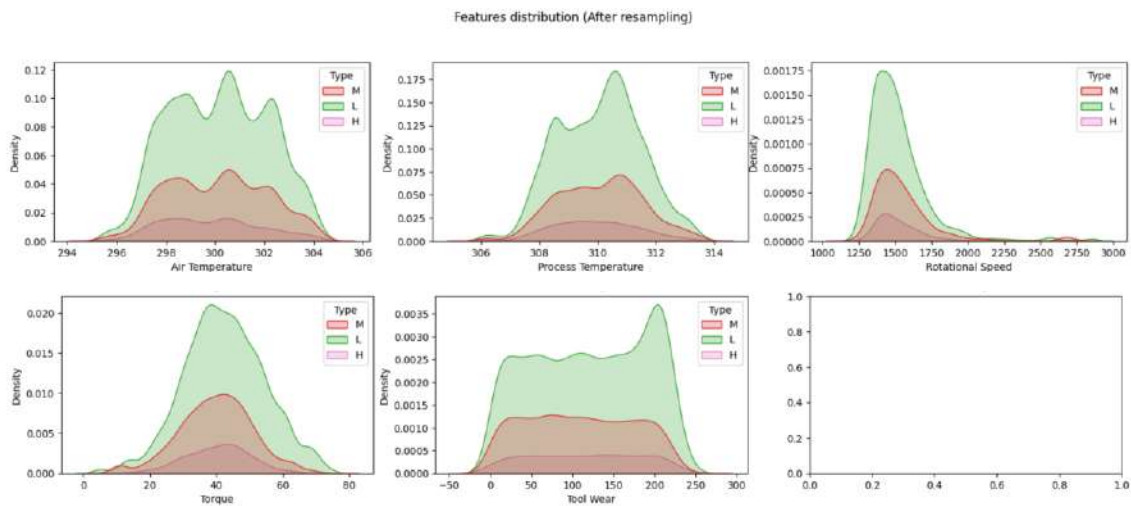 Features distribution (After resampling)
0.12
0.10
0.08
0.06
0.04
0.02
0.00
Density
Type
M
L
H
294 296 298 300 302 304 306
Air Temperature
0.175
0.150
0.125
0.100
0.075
0.050
0.025
0.000
Density
Type
M
L
H
306 308 310 312 314
Process Temperature
0.00175
0.00150
0.00125
0.00100
0.00075
0.00050
0.00025
0.00000
Density
Type
M
L
H
1000 1250 1500 1750 2000 2250 2500 2750 3000
Rotational Speed
0.020
0.015
0.010
0.005
0.000
Density
Type
M
L
H
0 20 40 60 80
Torque
0.0035
0.0030
0.0025
0.0020
0.0015
0.0010
0.0005
0.0000
Density
Type
M
L
H
-50 0 50 100 150 200 250 300
Tool Wear
1.0
0.8
0.6
0.4
0.2
0.0
0.0 0.2 0.4 0.6 0.8 1.0